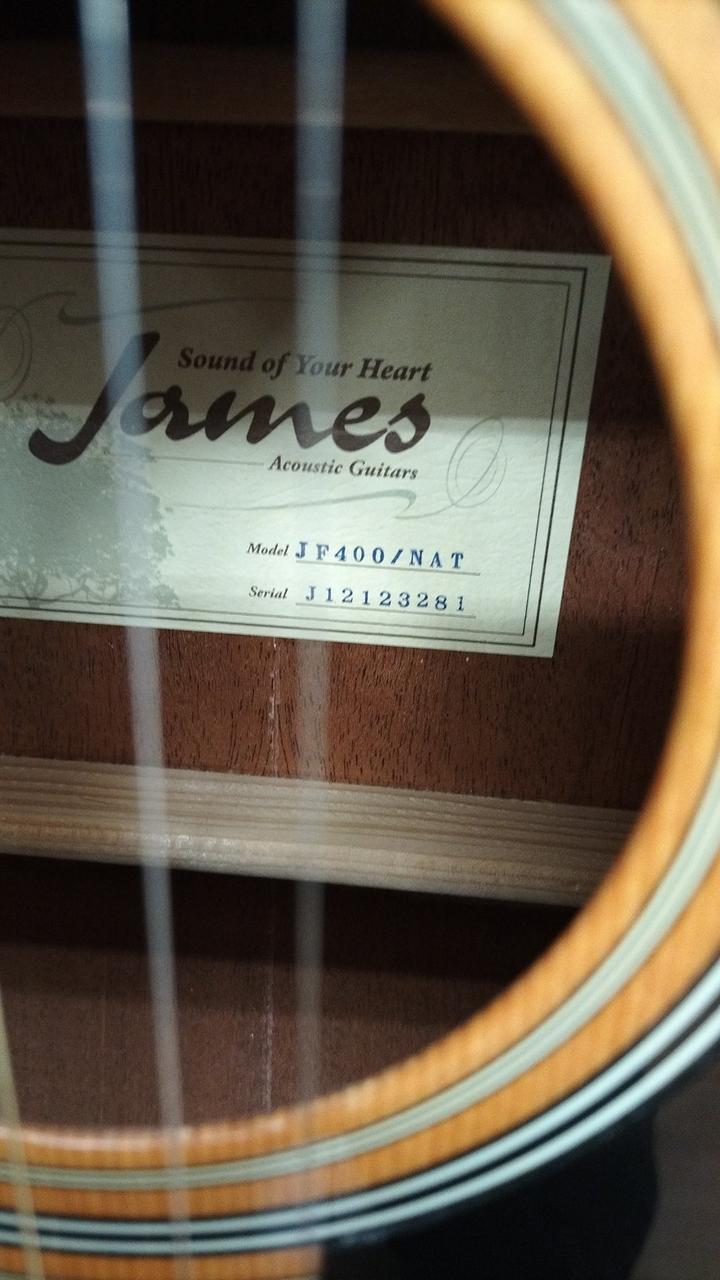 Sound of Your Heart
James
Acoustic Guitars
Model JF400/NAT
Serial J12123281